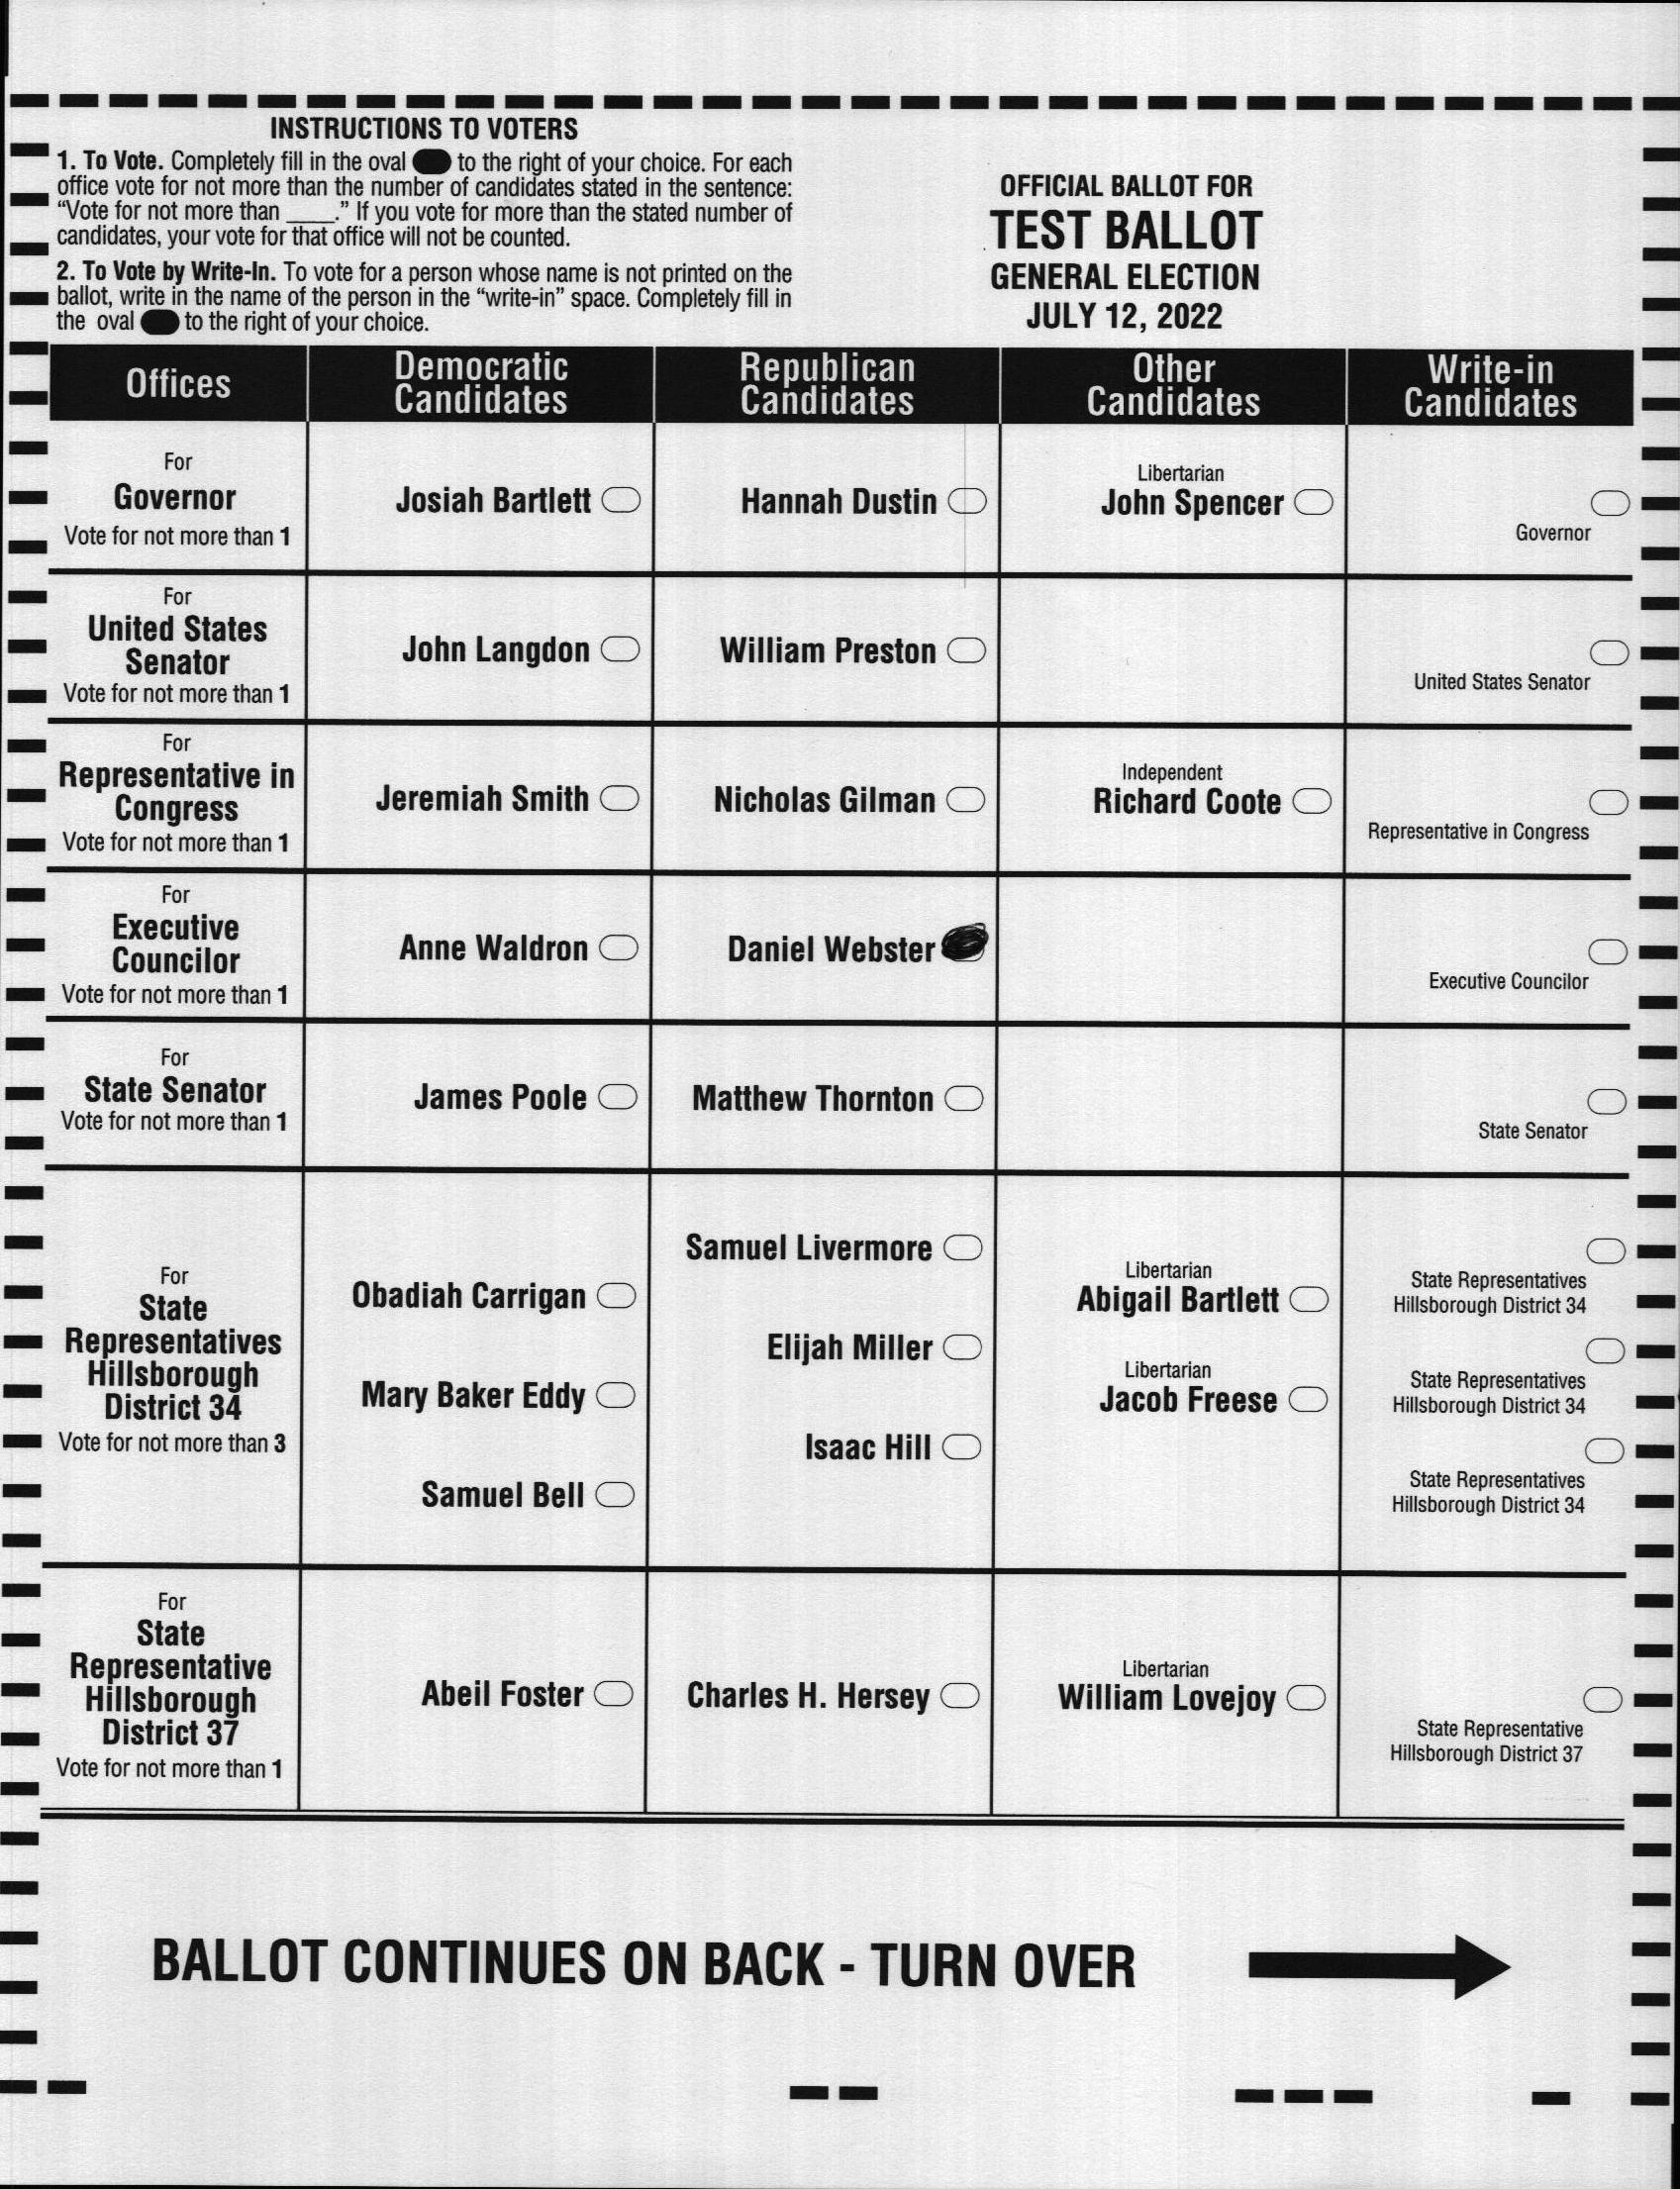 INSTRUCTIONS TO VOTERS
1. To Vote. Completely fill in the oval to the right of your choice. For each
office vote for not more than the number of candidates stated in the sentence:
“Vote for not more than ____.” If you vote for more than the stated number of
candidates, your vote for that office will not be counted.
2. To Vote by Write-In. To vote for a person whose name is not printed on the
ballot, write in the name of the person in the “write-in” space. Completely fill in
the oval to the right of your choice.
OFFICIAL BALLOT FOR
TEST BALLOT
GENERAL ELECTION
JULY 12, 2022
Offices
Democratic
Candidates
Republican
Candidates
Other
Candidates
Write-in
Candidates
For
Governor
Vote for not more than 1
Josiah Bartlett
Hannah Dustin
Libertarian
John Spencer
Governor
For
United States
Senator
Vote for not more than 1
John Langdon
William Preston
United States Senator
For
Representative in
Congress
Vote for not more than 1
Jeremiah Smith
Nicholas Gilman
Independent
Richard Coote
Representative in Congress
For
Executive
Councilor
Vote for not more than 1
Anne Waldron
Daniel Webster
Executive Councilor
For
State Senator
Vote for not more than 1
James Poole
Matthew Thornton
State Senator
For
State
Representatives
Hillsborough
District 34
Vote for not more than 3
Obadiah Carrigan
Mary Baker Eddy
Samuel Bell
Samuel Livermore
Elijah Miller
Isaac Hill
Libertarian
Abigail Bartlett
Libertarian
Jacob Freese
State Representatives
Hillsborough District 34
State Representatives
Hillsborough District 34
State Representatives
Hillsborough District 34
For
State
Representative
Hillsborough
District 37
Vote for not more than 1
Abeil Foster
Charles H. Hersey
Libertarian
William Lovejoy
State Representative
Hillsborough District 37
BALLOT CONTINUES ON BACK - TURN OVER